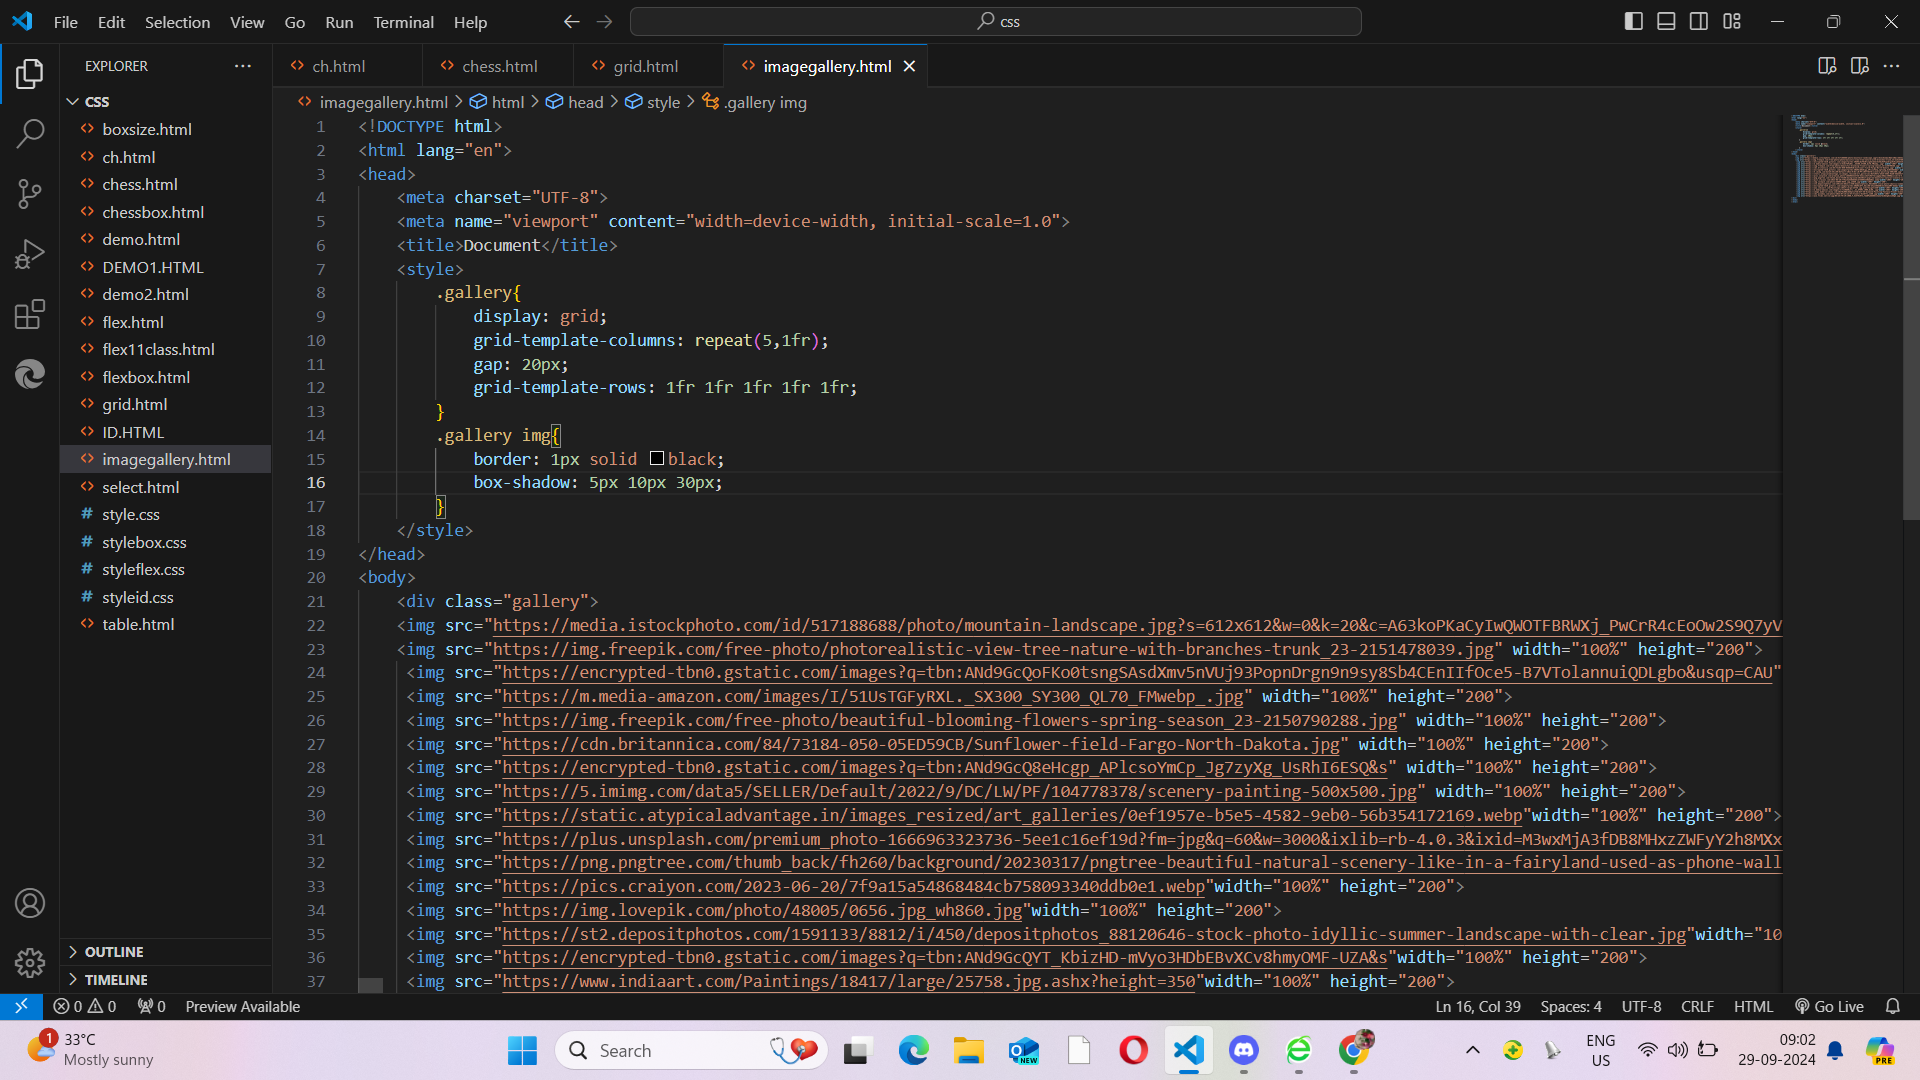 File Edit Selection View Go Run Terminal Help
css
EXPLORER
ch.html
chess.html
grid.html
imagegallery.html
imagegallery.html > html > head > style > .gallery img
CSS
boxsize.html
ch.html
chess.html
chessbox.html
demo.html
DEMO1.HTML
demo2.html
flex.html
flex11class.html
flexbox.html
grid.html
ID.HTML
imagegallery.html
select.html
style.css
stylebox.css
styleflex.css
styleid.css
table.html
OUTLINE
TIMELINE
1 <!DOCTYPE html>
2 <html lang="en">
3 <head>
4 <meta charset="UTF-8">
5 <meta name="viewport" content="width=device-width, initial-scale=1.0">
6 <title>Document</title>
7 <style>
8 .gallery{
9 display: grid;
10 grid-template-columns: repeat(5,1fr);
11 gap: 20px;
12 grid-template-rows: 1fr 1fr 1fr 1fr 1fr;
13 }
14 .gallery img{
15 border: 1px solid black;
16 box-shadow: 5px 10px 30px;
17 }
18 </style>
19 </head>
20 <body>
21 <div class="gallery">
22 <img src="https://media.istockphoto.com/id/517188688/photo/mountain-landscape.jpg?s=612x612&w=0&k=20&c=A63koPKaCyIwQWOTFBRWXj_PwCrR4cEoOw2S9Q7yV
23 <img src="https://img.freepik.com/free-photo/photorealistic-view-tree-nature-with-branches-trunk_23-2151478039.jpg" width="100%" height="200">
24 <img src="https://encrypted-tbn0.gstatic.com/images?q=tbn:ANd9GcQoFKo0tsngSAsdXmv5nVUj93PopnDrgn9n9sy8Sb4CEnIIfOce5-B7VTolannuiQDLgbo&usqp=CAU"
25 <img src="https://m.media-amazon.com/images/I/51UsTGFyRXL._SX300_SY300_QL70_FMwebp_.jpg" width="100%" height="200">
26 <img src="https://img.freepik.com/free-photo/beautiful-blooming-flowers-spring-season_23-2150790288.jpg" width="100%" height="200">
27 <img src="https://cdn.britannica.com/84/73184-050-05ED59CB/Sunflower-field-Fargo-North-Dakota.jpg" width="100%" height="200">
28 <img src="https://encrypted-tbn0.gstatic.com/images?q=tbn:ANd9GcQ8eHcgp_APlcsoYmCp_Jg7zyXg_UsRhI6ESQ&s" width="100%" height="200">
29 <img src="https://5.imimg.com/data5/SELLER/Default/2022/9/DC/LW/PF/104778378/scenery-painting-500x500.jpg" width="100%" height="200">
30 <img src="https://static.atypicaladvantage.in/images_resized/art_galleries/0ef1957e-b5e5-4582-9eb0-56b354172169.webp"width="100%" height="200">
31 <img src="https://plus.unsplash.com/premium_photo-1666963323736-5ee1c16ef19d?fm=jpg&q=60&w=3000&ixlib=rb-4.0.3&ixid=M3wxMjA3fDB8MHxzZWFyY2h8MXx
32 <img src="https://png.pngtree.com/thumb_back/fh260/background/20230317/pngtree-beautiful-natural-scenery-like-in-a-fairyland-used-as-phone-wall
33 <img src="https://pics.craiyon.com/2023-06-20/7f9a15a54868484cb758093340ddb0e1.webp"width="100%" height="200">
34 <img src="https://img.lovepik.com/photo/48005/0656.jpg_wh860.jpg"width="100%" height="200">
35 <img src="https://st2.depositphotos.com/1591133/8812/i/450/depositphotos_88120646-stock-photo-idyllic-summer-landscape-with-clear.jpg"width="10
36 <img src="https://encrypted-tbn0.gstatic.com/images?q=tbn:ANd9GcQYT_KbizHD-mVyo3HDbEBvXCv8hmyOMF-UZA&s"width="100%" height="200">
37 <img src="https://www.indiaart.com/Paintings/18417/large/25758.jpg.ashx?height=350"width="100%" height="200">
0 0 0 Preview Available
Ln 16, Col 39 Spaces: 4 UTF-8 CRLF HTML Go Live
1
33°C
Mostly sunny
Search
NEW
ENG
US
09:02
29-09-2024
PRE